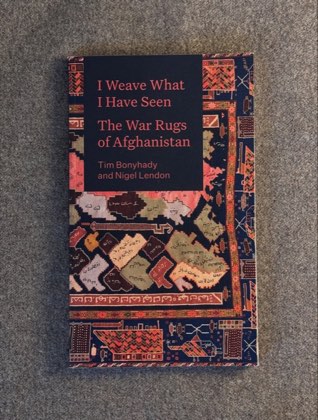 I Weave What
I Have Seen
The War Rugs
of Afghanistan
Tim Bonyhady
and Nigel Lendon